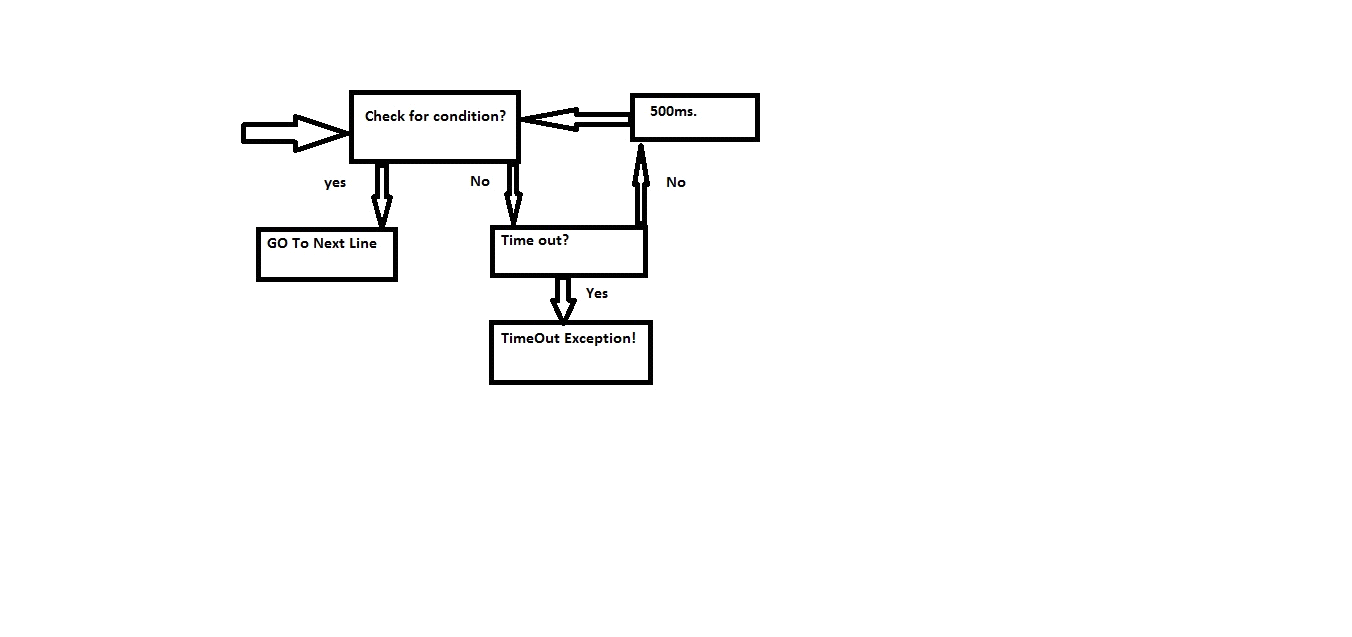 Check for condition?
500ms.
yes
No
No
GO To Next Line
Time out?
Yes
TimeOut Exception!